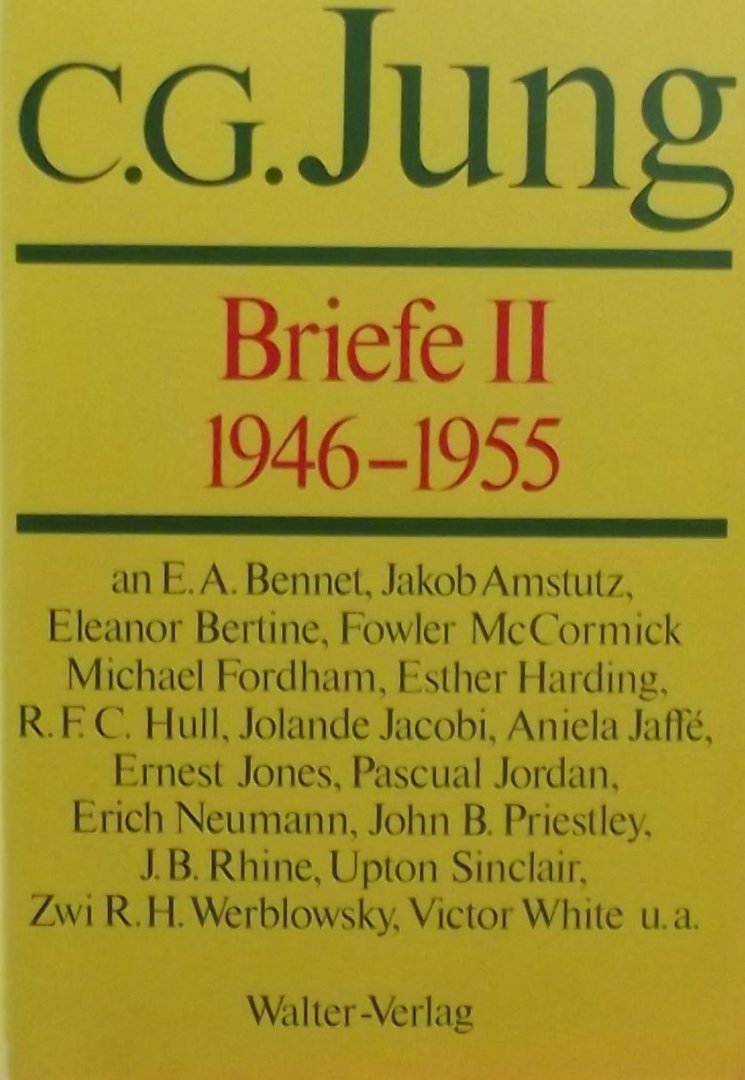 C.G. Jung
Briefe II
1946–1955
an E. A. Bennet, Jakob Amstutz,
Eleanor Bertine, Fowler McCormick
Michael Fordham, Esther Harding,
R. F. C. Hull, Jolande Jacobi, Aniela Jaffé,
Ernest Jones, Pascual Jordan,
Erich Neumann, John B. Priestley,
J. B. Rhine, Upton Sinclair,
Zwi R. H. Werblowsky, Victor White u. a.
Walter-Verlag